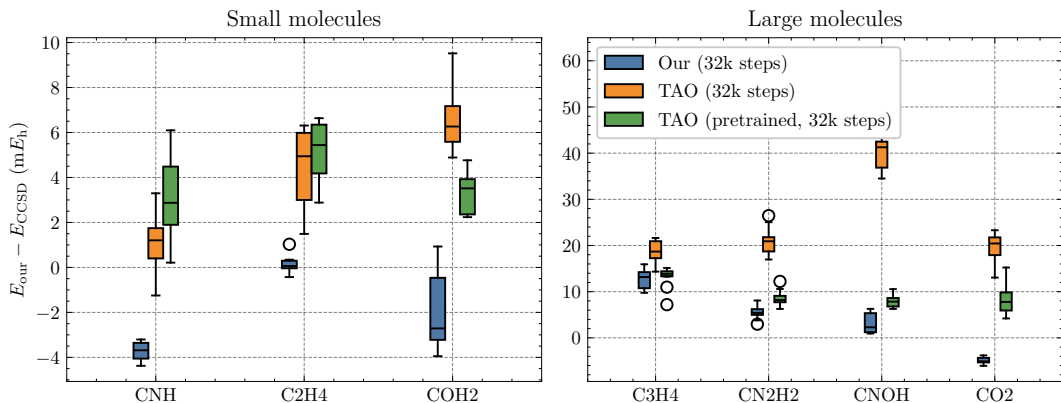 Small molecules
E_our − E_CCSD (mE_h)
10
8
6
4
2
0
−2
−4
CNH C2H4 COH2
Large molecules
60
50
40
30
20
10
0
Our (32k steps)
TAO (32k steps)
TAO (pretrained, 32k steps)
C3H4 CN2H2 CNOH CO2